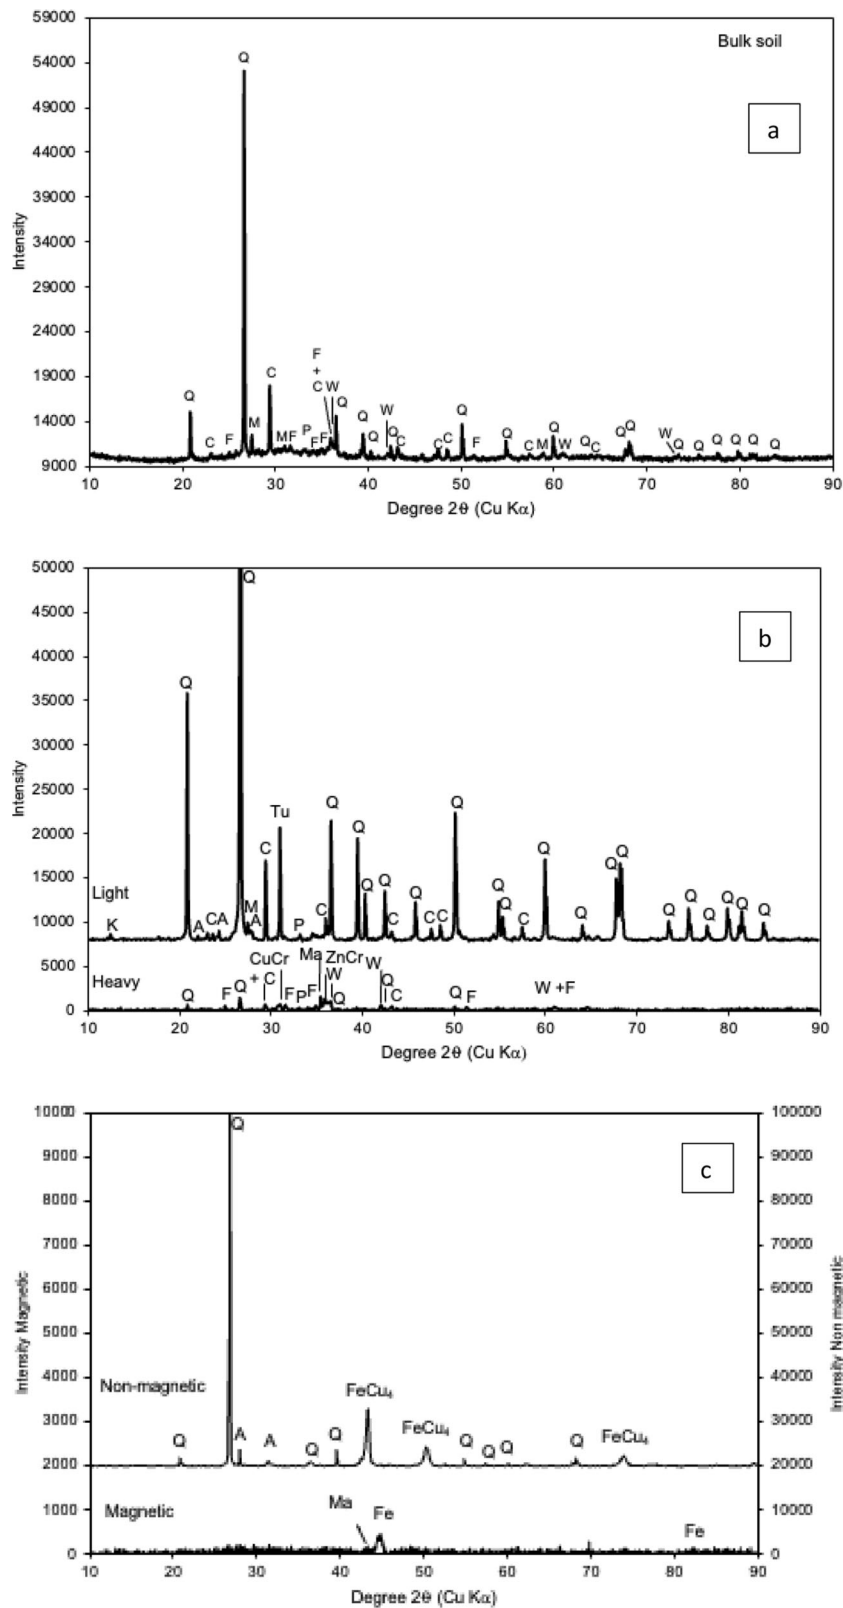 59000
54000
49000
44000
39000
34000
29000
24000
19000
14000
9000
Intensity
Bulk soil
a
Q
Q
C
F
M
C
M
F
P
F
F
F
+
C
W
Q
Q
Q
W
Q
C
C
C
Q
F
Q
C
M
Q
W
Q
C
Q
Q
W
Q
Q
Q
Q
Q
Q
10 20 30 40 50 60 70 80 90
Degree 2θ (Cu Kα)
50000
45000
40000
35000
30000
25000
20000
15000
10000
5000
0
Intensity
b
Q
Q
Tu
C
Light
K
A
C
A
M
A
P
C
Q
Q
Q
Q
C
Q
C
C
Q
Q
Q
C
Q
Q
Q
Q
Q
Q
Q
Q
Q
Q
Heavy
Q
F
Q
+
C
CuCr
F
P
F
Ma
ZnCr
W
Q
W
Q
C
Q
F
W +F
10 20 30 40 50 60 70 80 90
Degree 2θ (Cu Kα)
10000
9000
8000
7000
6000
5000
4000
3000
2000
1000
0
Intensity Magnetic
100000
90000
80000
70000
60000
50000
40000
30000
20000
10000
0
Intensity Non magnetic
c
Q
Non-magnetic
Q
A
A
Q
Q
FeCu₄
FeCu₄
Q
Q
Q
Q
FeCu₄
Magnetic
Ma
Fe
Fe
10 20 30 40 50 60 70 80 90
Degree 2θ (Cu Kα)